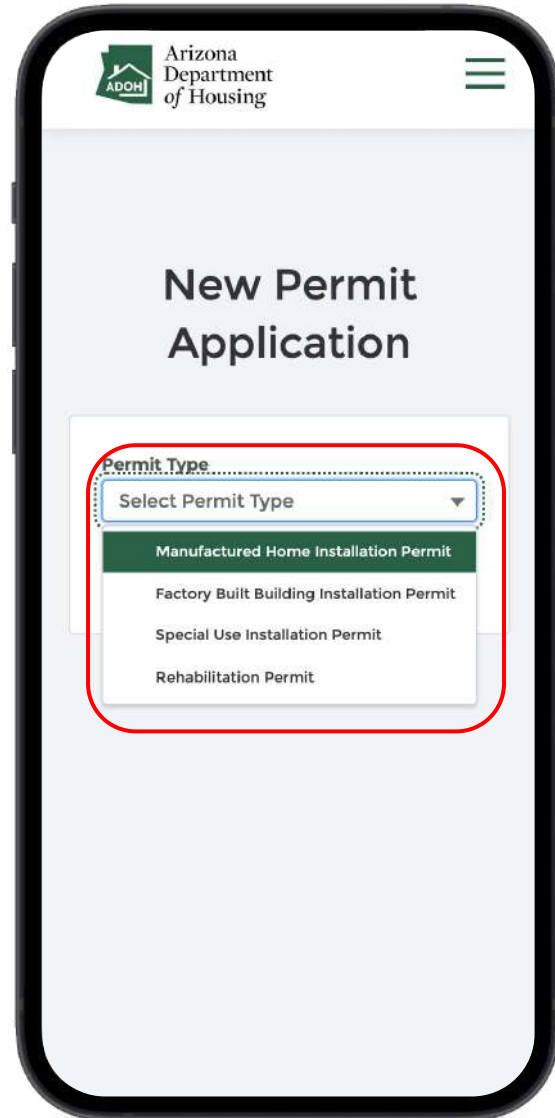 Arizona
Department
of Housing
ADOH
New Permit
Application
Permit Type
Select Permit Type
Manufactured Home Installation Permit
Factory Built Building Installation Permit
Special Use Installation Permit
Rehabilitation Permit